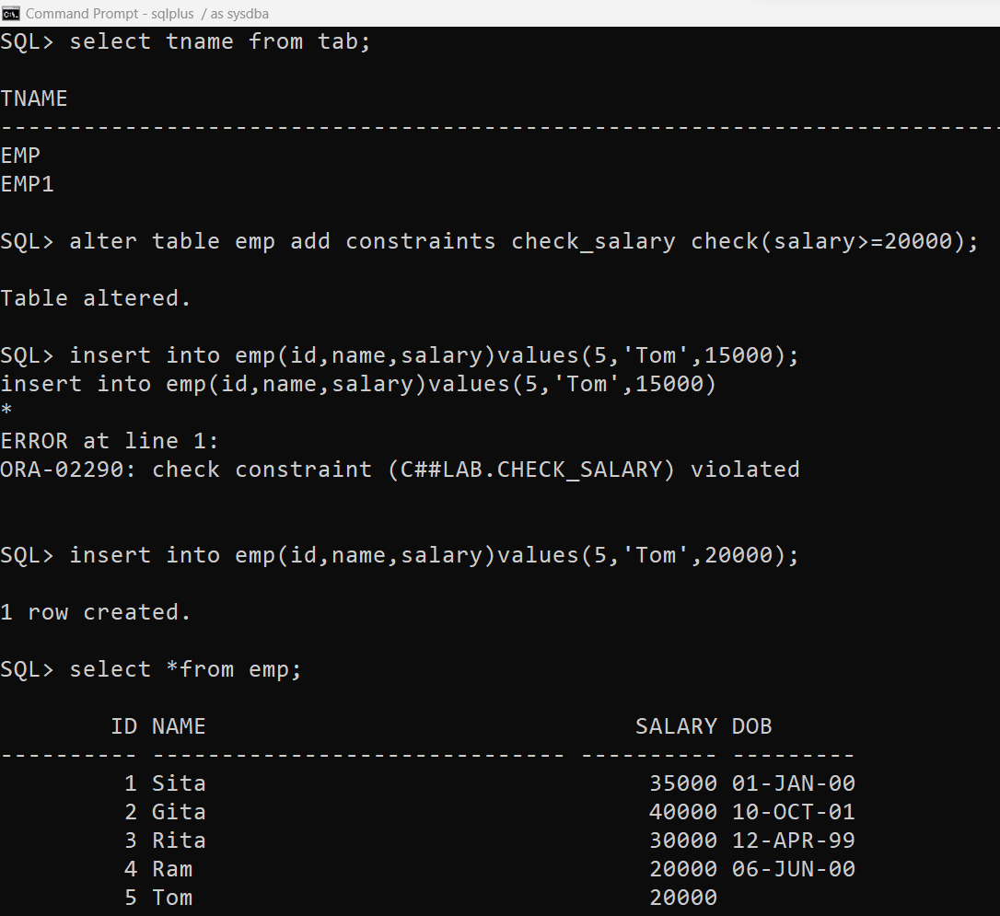 Command Prompt - sqlplus / as sysdba
SQL> select tname from tab;
TNAME
--------------------------------------------------------------------------------
EMP
EMP1
SQL> alter table emp add constraints check_salary check(salary>=20000);
Table altered.
SQL> insert into emp(id,name,salary)values(5,'Tom',15000);
insert into emp(id,name,salary)values(5,'Tom',15000)
*
ERROR at line 1:
ORA-02290: check constraint (C##LAB.CHECK_SALARY) violated
SQL> insert into emp(id,name,salary)values(5,'Tom',20000);
1 row created.
SQL> select *from emp;
        ID NAME                               SALARY DOB
---------- ------------------------------ ---------- ---------
         1 Sita                                35000 01-JAN-00
         2 Gita                                40000 10-OCT-01
         3 Rita                                30000 12-APR-99
         4 Ram                                 20000 06-JUN-00
         5 Tom                                 20000